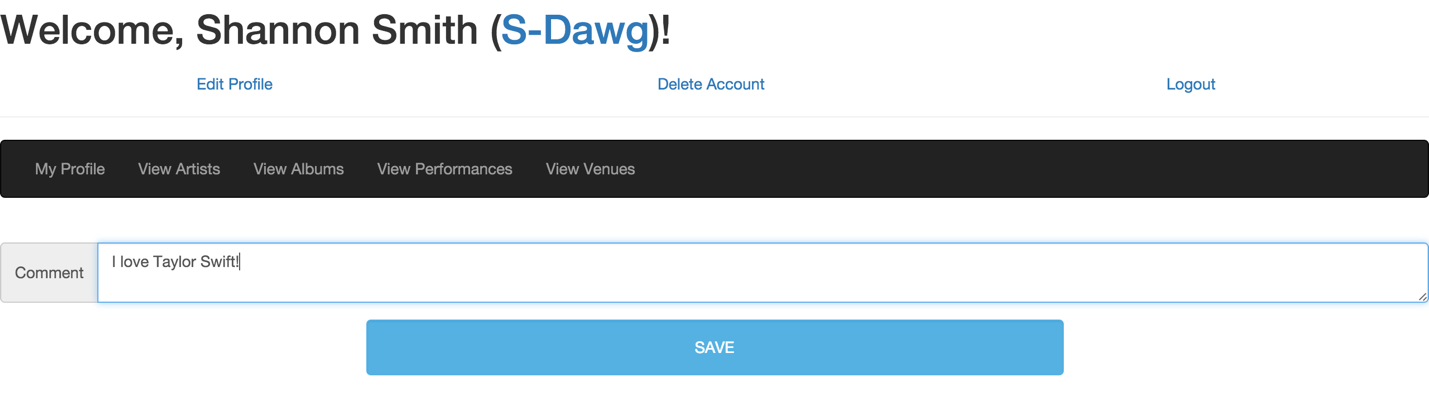 Welcome, Shannon Smith (S-Dawg)!
Edit Profile Delete Account Logout
My Profile View Artists View Albums View Performances View Venues
Comment I love Taylor Swift!
SAVE